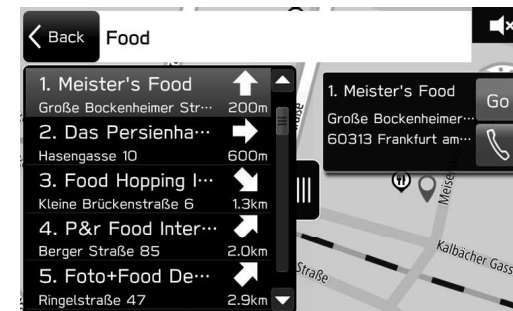 Back
Food
1. Meister's Food
Große Bockenheimer Str···
200m
2. Das Persienha···
Hasengasse 10
600m
3. Food Hopping I···
Kleine Brückenstraße 6
1.3km
4. P&r Food Inter···
Berger Straße 85
2.0km
5. Foto+Food De···
Ringelstraße 47
2.9km
1. Meister's Food
Große Bockenheimer···
60313 Frankfurt am···
Go
Kalbächer Gass
Straße